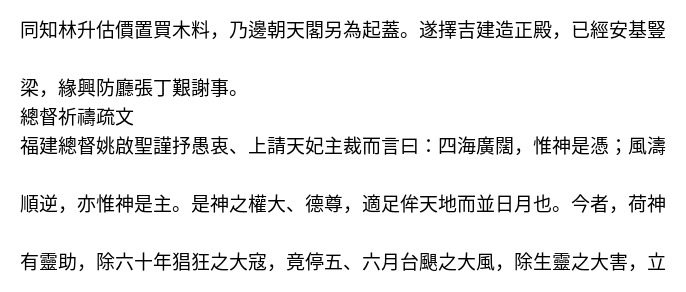 同知林升估價置買木料，乃邊朝天閣另為起蓋。遂擇吉建造正殿，已經安基豎
梁，緣興防廳張丁艱謝事。
總督祈禱疏文
福建總督姚啟聖謹抒愚衷、上請天妃主裁而言曰：四海廣闊，惟神是憑；風濤
順逆，亦惟神是主。是神之權大、德尊，適足侔天地而並日月也。今者，荷神
有靈助，除六十年猖狂之大寇，竟停五、六月台颶之大風，除生靈之大害，立